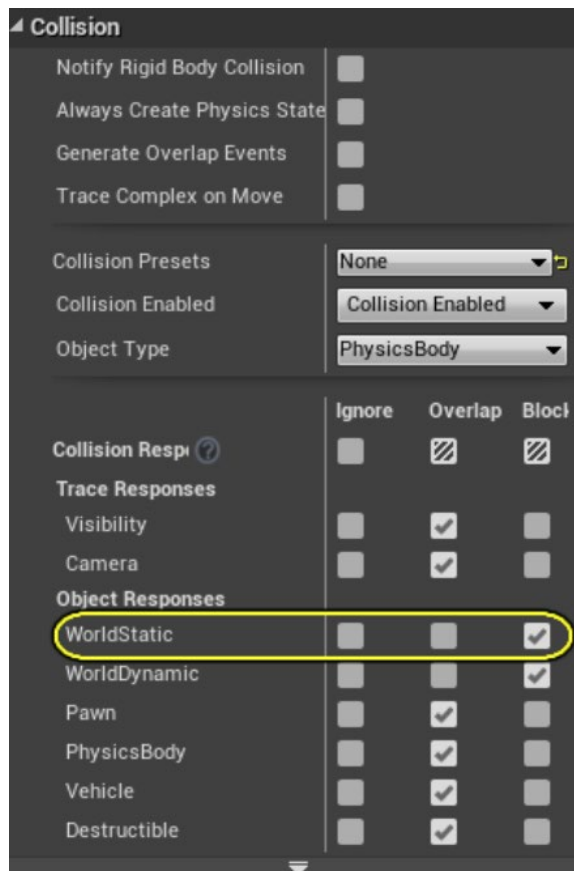 Collision
Notify Rigid Body Collision
Always Create Physics State
Generate Overlap Events
Trace Complex on Move
Collision Presets None
Collision Enabled Collision Enabled
Object Type PhysicsBody
Ignore Overlap Block
Collision Resp ?
Trace Responses
Visibility
Camera
Object Responses
WorldStatic
WorldDynamic
Pawn
PhysicsBody
Vehicle
Destructible